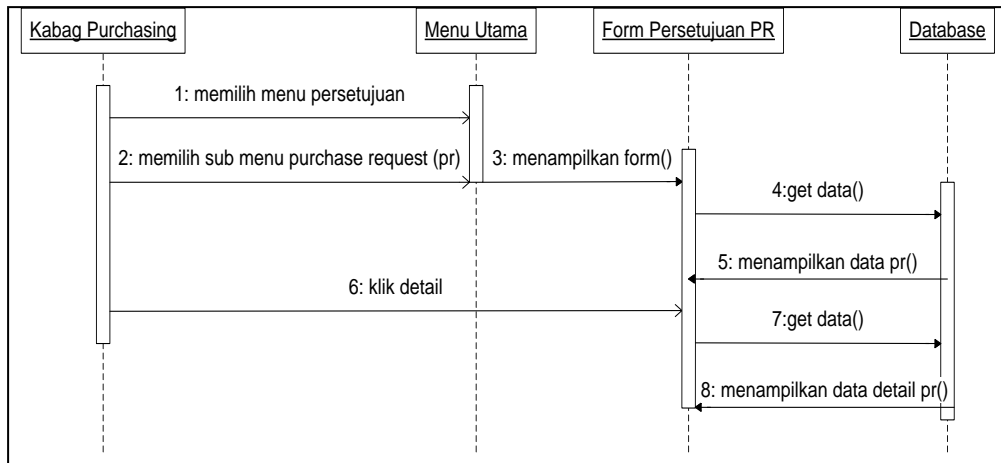 Kabag Purchasing
Menu Utama
Form Persetujuan PR
Database
1: memilih menu persetujuan
2: memilih sub menu purchase request (pr)
3: menampilkan form()
4:get data()
5: menampilkan data pr()
6: klik detail
7:get data()
8: menampilkan data detail pr()